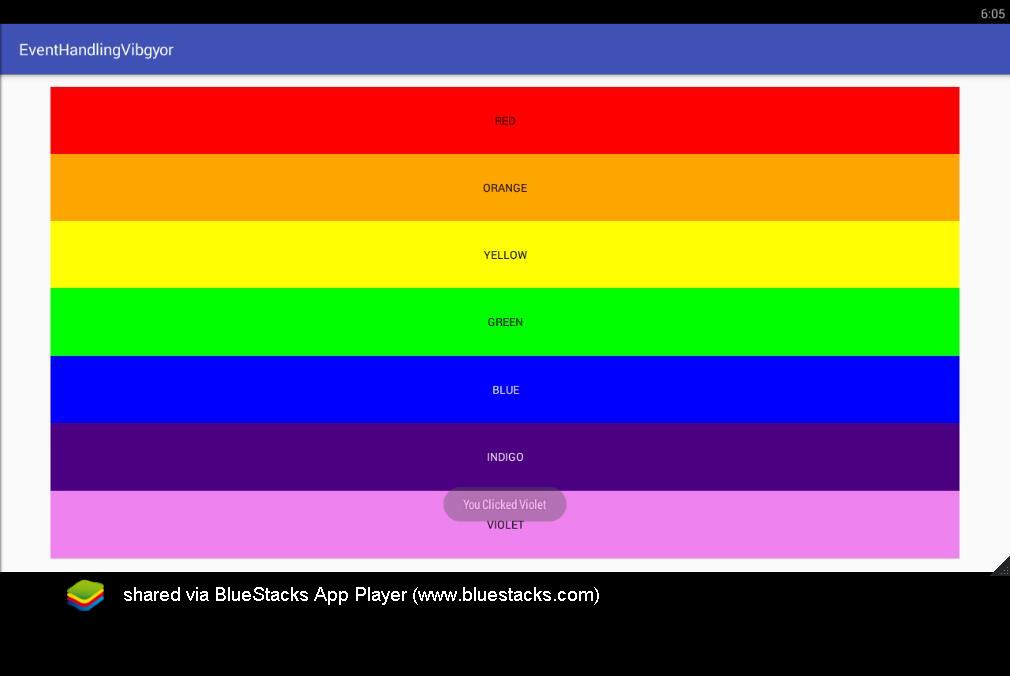 6:05
EventHandlingVibgyor
RED
ORANGE
YELLOW
GREEN
BLUE
INDIGO
You Clicked Violet
VIOLET
shared via BlueStacks App Player (www.bluestacks.com)